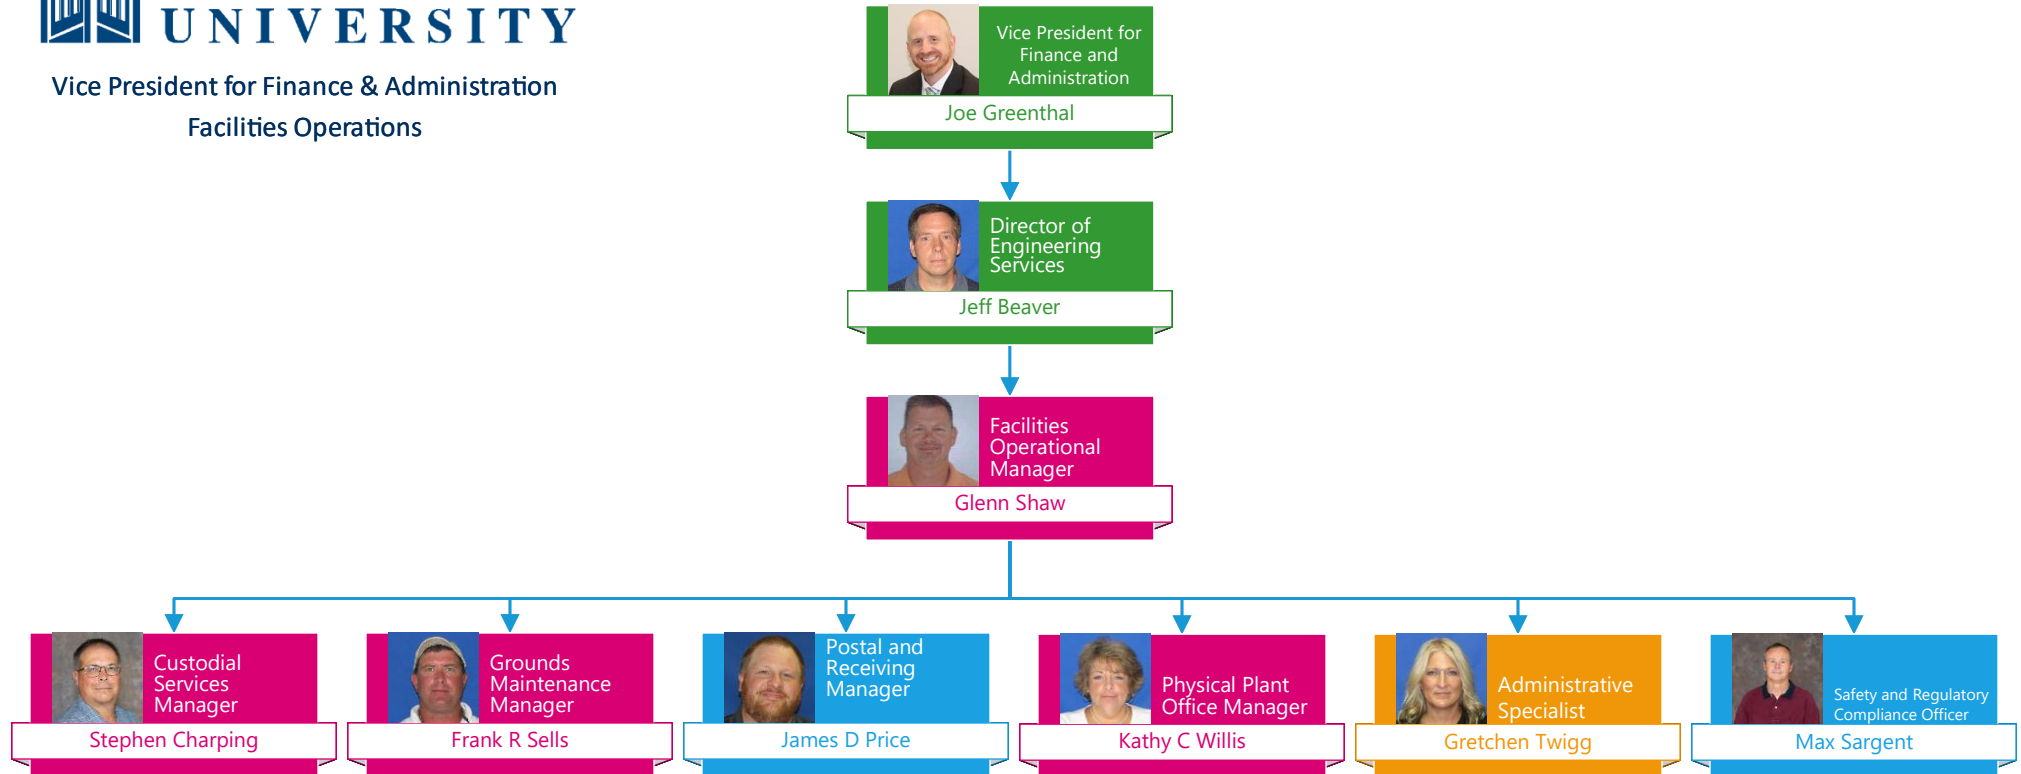 UNIVERSITY
Vice President for Finance & Administration
Facilities Operations
Vice President for
Finance and
Administration
Joe Greenthal
Director of
Engineering
Services
Jeff Beaver
Facilities
Operational
Manager
Glenn Shaw
Custodial
Services
Manager
Stephen Charping
Grounds
Maintenance
Manager
Frank R Sells
Postal and
Receiving
Manager
James D Price
Physical Plant
Office Manager
Kathy C Willis
Administrative
Specialist
Gretchen Twigg
Safety and Regulatory
Compliance Officer
Max Sargent